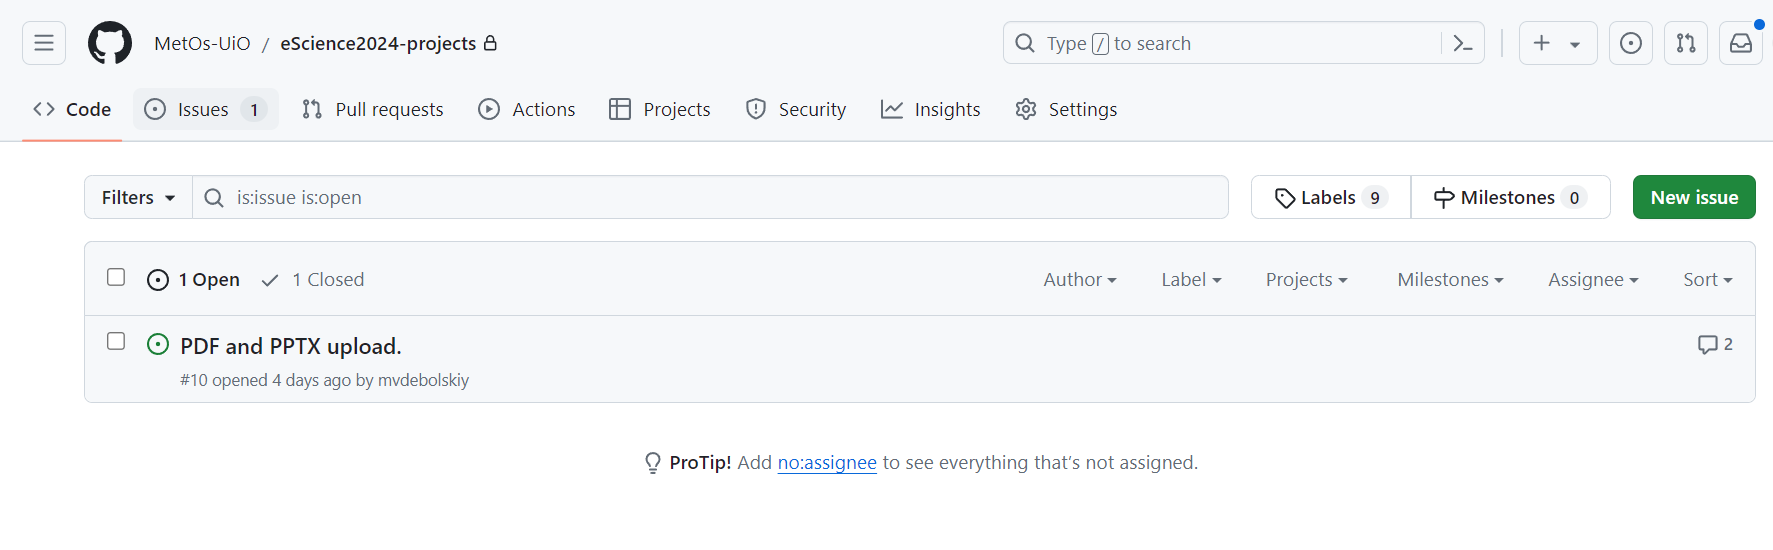 MetOs-UiO / eScience2024-projects
Type / to search
Code Issues 1 Pull requests Actions Projects Security Insights Settings
Filters is:issue is:open Labels 9 Milestones 0 New issue
1 Open 1 Closed Author Label Projects Milestones Assignee Sort
PDF and PPTX upload. 2
#10 opened 4 days ago by mvdebolskiy
ProTip! Add no:assignee to see everything that's not assigned.